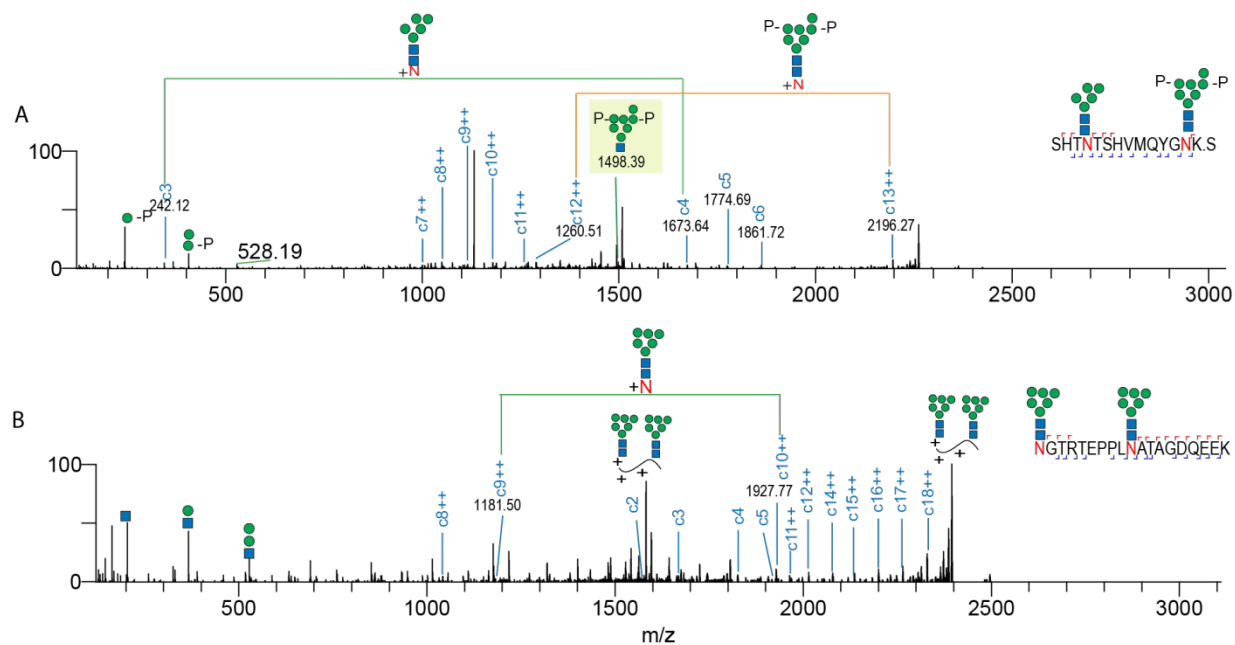 P- -P
+N
+N
A
P- -P
P- -P
SHTNTSHVMQYGNK.S
100
0
-P
-P
c3
242.12
528.19
c7++
c8++
c9++
c10++
c11++
c12++
1260.51
1498.39
c4
1673.64
c5
1774.69
c6
1861.72
c13++
2196.27
500
1000
1500
2000
2500
3000
+N
B
NGTRTEPPLNATAGDQEEK
100
0
c8++
c9++
1181.50
+ +
+
c2
c3
c4
c5
c10++
1927.77
c11++
c12++
c14++
c15++
c16++
c17++
c18++
+ +
+
500
1000
1500
2000
2500
3000
m/z